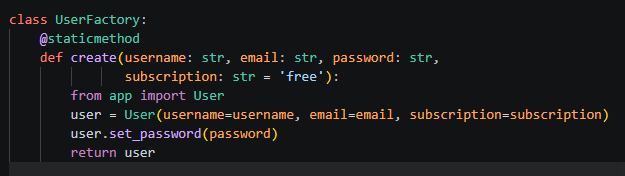 class UserFactory:
    @staticmethod
    def create(username: str, email: str, password: str,
               subscription: str = 'free'):
        from app import User
        user = User(username=username, email=email, subscription=subscription)
        user.set_password(password)
        return user